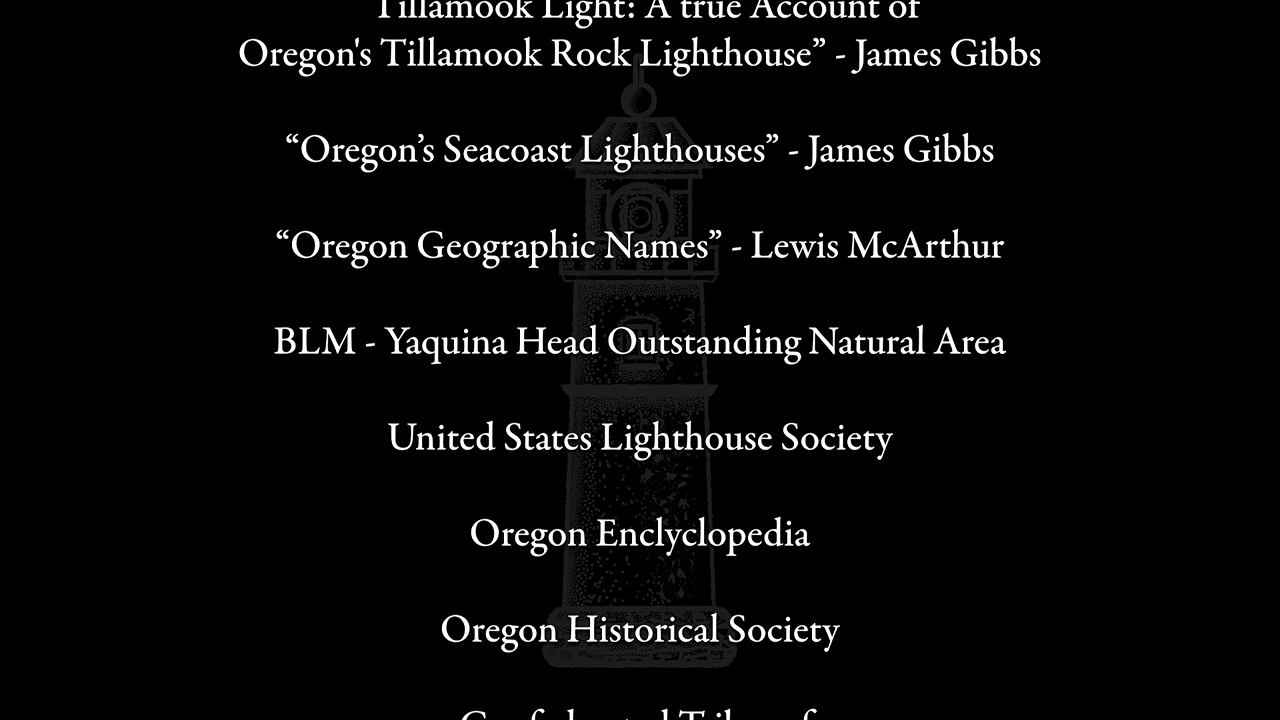 Tillamook Light: A true Account of
Oregon's Tillamook Rock Lighthouse” - James Gibbs
“Oregon’s Seacoast Lighthouses” - James Gibbs
“Oregon Geographic Names” - Lewis McArthur
BLM - Yaquina Head Outstanding Natural Area
United States Lighthouse Society
Oregon Enclyclopedia
Oregon Historical Society